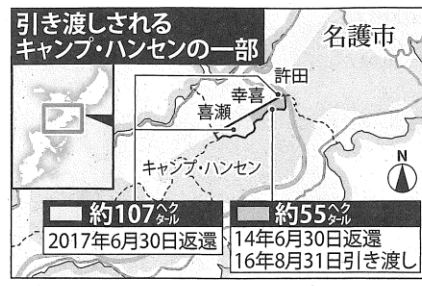 引き渡しされる
キャンプ・ハンセンの一部
名護市
許田
幸喜
喜瀬
キャンプ・ハンセン
N
約107ヘクタール
2017年6月30日返還
約55ヘクタール
14年6月30日返還
16年8月31日引き渡し